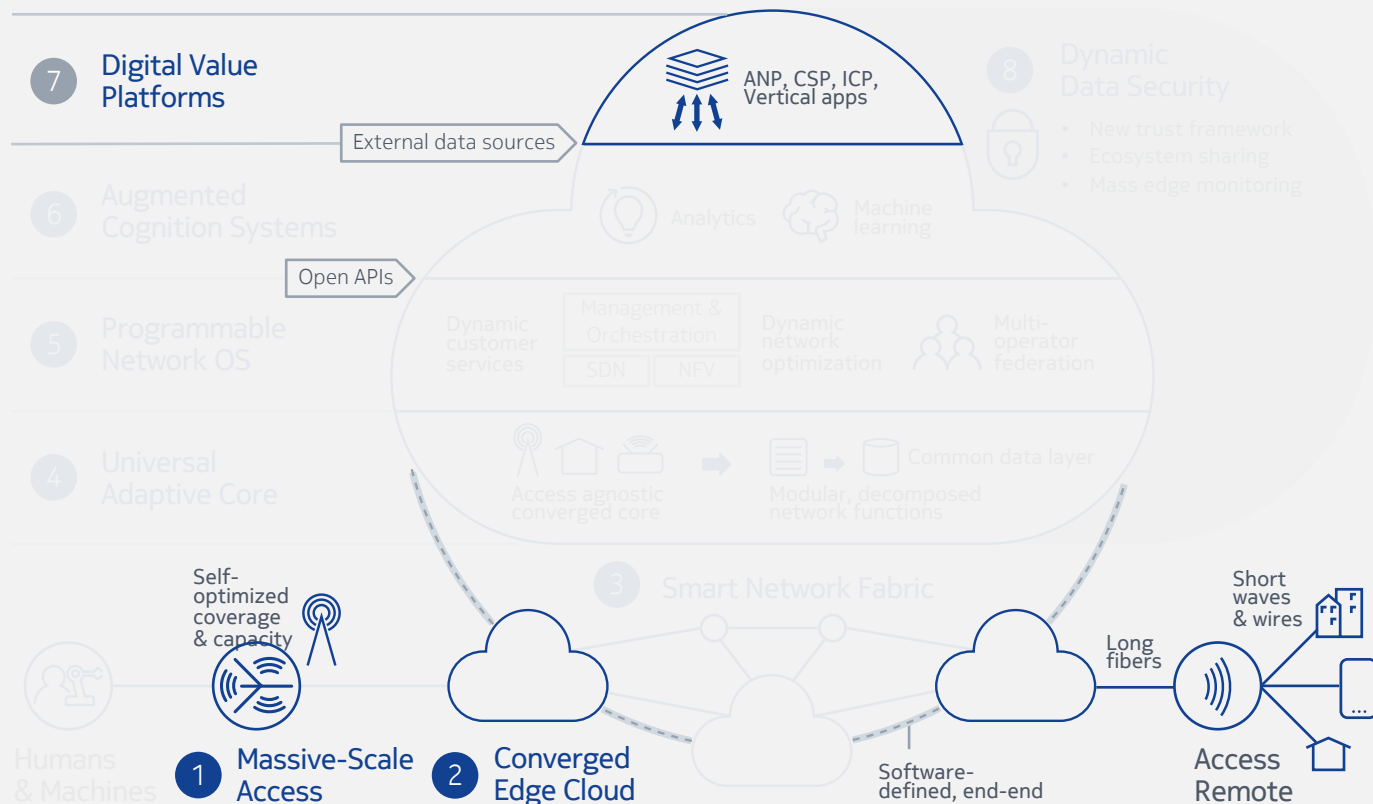 7
Digital Value
Platforms
ANP, CSP, ICP,
Vertical apps
External data sources
8
Dynamic
Data Security
• New trust framework
• Ecosystem sharing
• Mass edge monitoring
6
Augmented
Cognition Systems
Analytics
Machine
learning
Open APIs
5
Programmable
Network OS
Dynamic
customer
services
Management &
Orchestration
SDN
NFV
Dynamic
network
optimization
Multi-
operator
federation
4
Universal
Adaptive Core
Access agnostic
converged core
Modular, decomposed
network functions
Common data layer
3
Smart Network Fabric
Self-
optimized
coverage
& capacity
Short
waves
& wires
Long
fibers
Humans
& Machines
1
Massive-Scale
Access
2
Converged
Edge Cloud
Software-
defined, end-end
Access
Remote